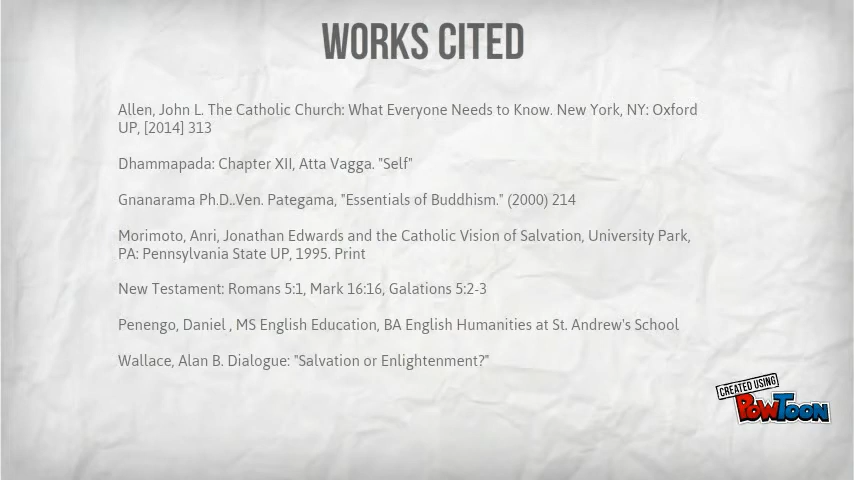 WORKS CITED
Allen, John L. The Catholic Church: What Everyone Needs to Know. New York, NY: Oxford
UP, [2014] 313
Dhammapada: Chapter XII, Atta Vagga. "Self"
Gnanarama Ph.D..Ven. Pategama, "Essentials of Buddhism." (2000) 214
Morimoto, Anri, Jonathan Edwards and the Catholic Vision of Salvation, University Park,
PA: Pennsylvania State UP, 1995. Print
New Testament: Romans 5:1, Mark 16:16, Galations 5:2-3
Penengo, Daniel , MS English Education, BA English Humanities at St. Andrew's School
Wallace, Alan B. Dialogue: "Salvation or Enlightenment?"
CREATED USING
POWTOON